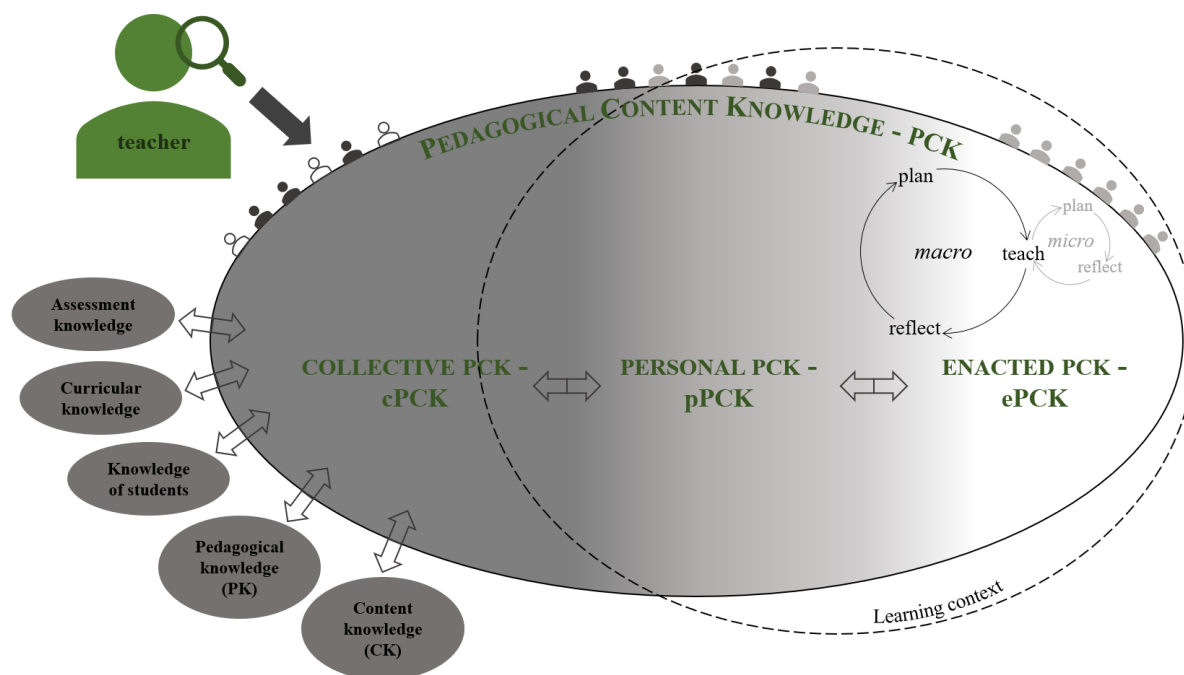 teacher
PEDAGOGICAL CONTENT KNOWLEDGE - PCK
plan
macro
teach
reflect
plan
micro
reflect
Assessment
knowledge
Curricular
knowledge
Knowledge
of students
Pedagogical
knowledge
(PK)
Content
knowledge
(CK)
COLLECTIVE PCK -
cPCK
PERSONAL PCK -
pPCK
ENACTED PCK -
ePCK
Learning context